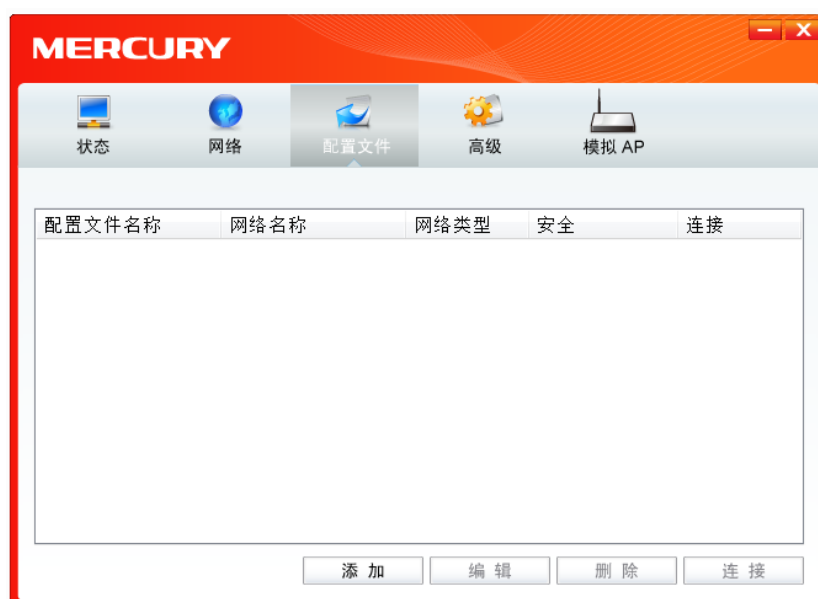 MERCURY
状态 网络 配置文件 高级 模拟 AP
配置文件名称 网络名称 网络类型 安全 连接
添 加 编 辑 删 除 连 接